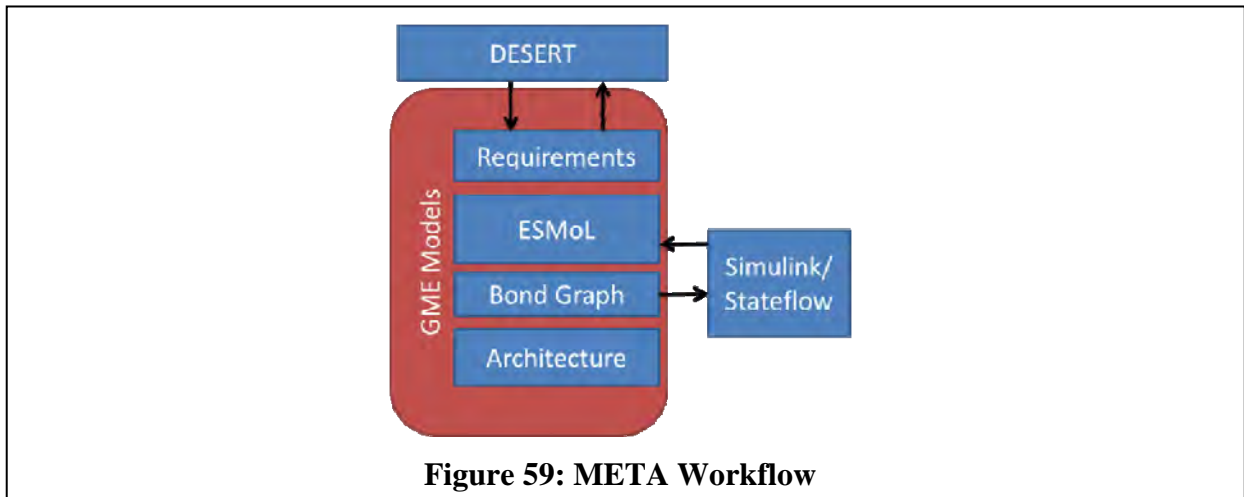 DESERT
GME Models
Requirements
ESMoL
Bond Graph
Architecture
Simulink/
Stateflow
Figure 59: META Workflow